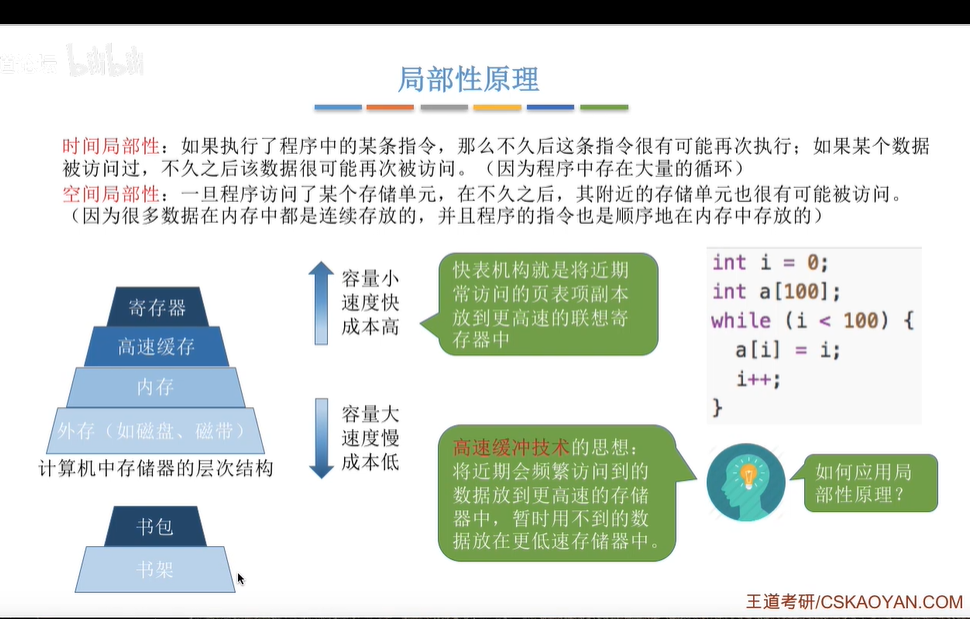 局部性原理
时间局部性：如果执行了程序中的某条指令，那么不久后这条指令很有可能再次执行；如果某个数据
被访问过，不久之后该数据很可能再次被访问。（因为程序中存在大量的循环）
空间局部性：一旦程序访问了某个存储单元，在不久之后，其附近的存储单元也很有可能被访问。
（因为很多数据在内存中都是连续存放的，并且程序的指令也是顺序地在内存中存放的）
寄存器
高速缓存
内存
外存（如磁盘、磁带）
计算机中存储器的层次结构
容量小
速度快
成本高
容量大
速度慢
成本低
快表机构就是将近期
常访问的页表项副本
放到更高速的联想寄
存器中
int i = 0;
int a[100];
while (i < 100) {
a[i] = i;
i++;
}
高速缓冲技术的思想：
将近期会频繁访问到的
数据放到更高速的存储
器中，暂时用不到的数
据放在更低速存储器中。
如何应用局
部性原理？
书包
书架
王道考研/CSKAOYAN.COM
bilibili